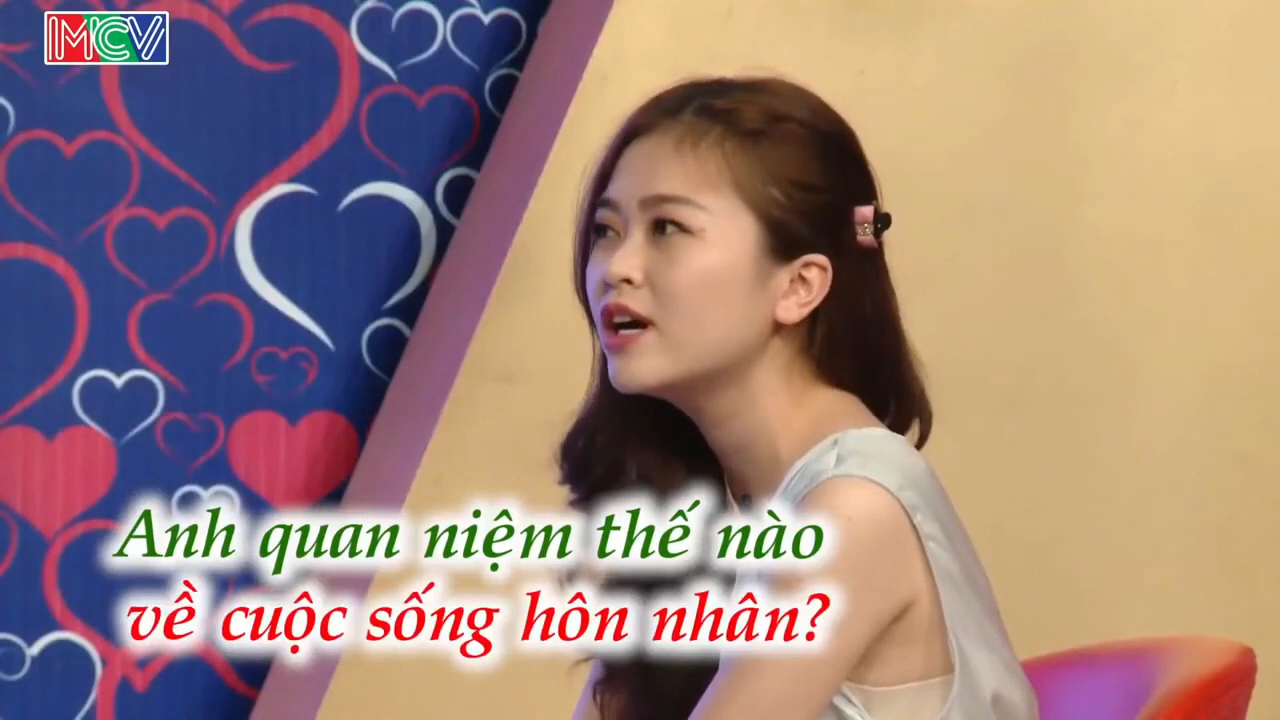 MCV
Anh quan niệm thế nào
về cuộc sống hôn nhân?